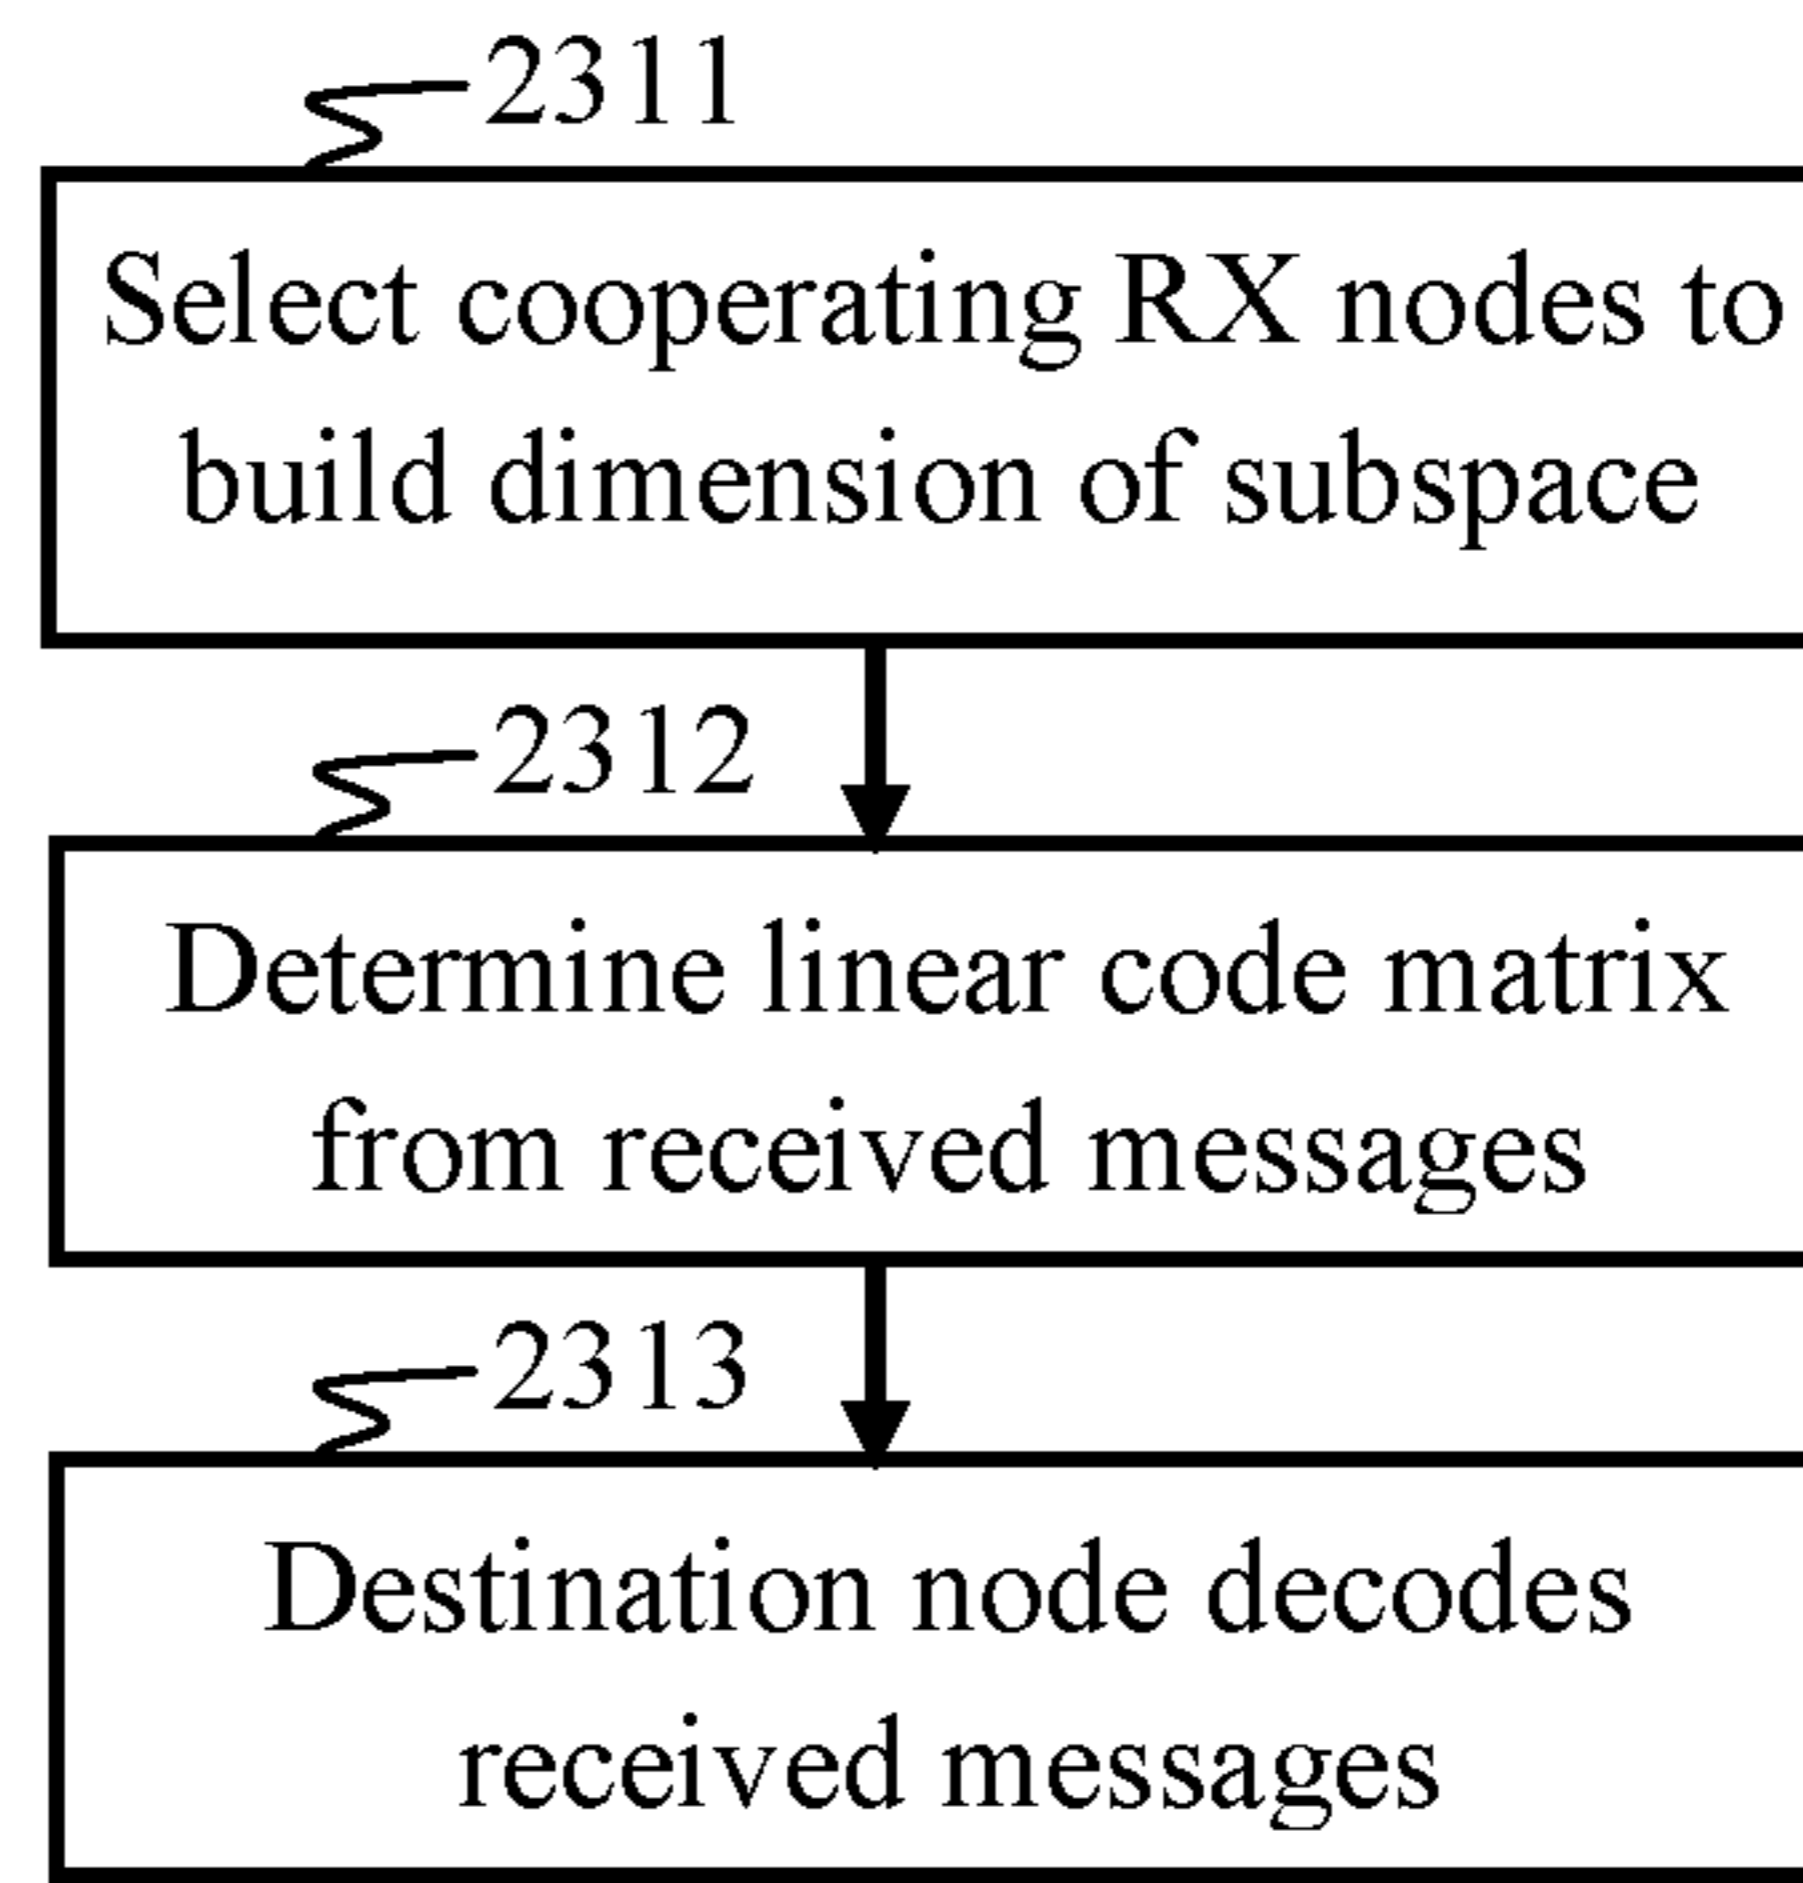 2311
Select cooperating RX nodes to
build dimension of subspace
2312
Determine linear code matrix
from received messages
2313
Destination node decodes
received messages